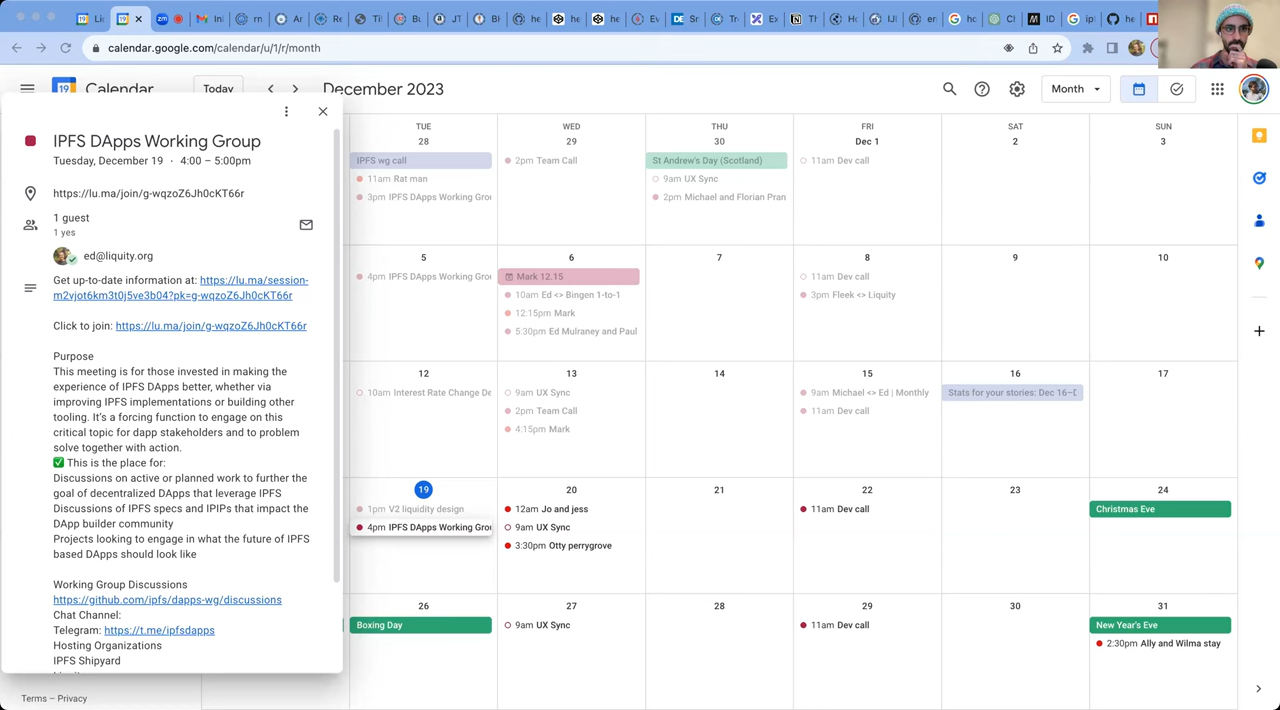 calendar.google.com/calendar/u/1/r/month
Calendar
Today
December 2023
Month
IPFS DApps Working Group
Tuesday, December 19 · 4:00 – 5:00pm
https://lu.ma/join/g-wqzoZ6Jh0cKT66r
1 guest
1 yes
ed@liquity.org
Get up-to-date information at: https://lu.ma/session-
m2vjot6km3t0j5ve3b04?pk=g-wqzoZ6Jh0cKT66r
Click to join: https://lu.ma/join/g-wqzoZ6Jh0cKT66r
Purpose
This meeting is for those invested in making the
experience of IPFS DApps better, whether via
improving IPFS implementations or building other
tooling. It's a forcing function to engage on this
critical topic for dapp stakeholders and to problem
solve together with action.
✅ This is the place for:
Discussions on active or planned work to further the
goal of decentralized DApps that leverage IPFS
Discussions of IPFS specs and IPIPs that impact the
DApp builder community
Projects looking to engage in what the future of IPFS
based DApps should look like
Working Group Discussions
https://github.com/ipfs/dapps-wg/discussions
Chat Channel:
Telegram: https://t.me/ipfsdapps
Hosting Organizations
IPFS Shipyard
Terms – Privacy
TUE
28
IPFS wg call
11am Rat man
3pm IPFS DApps Working Grou
WED
29
2pm Team Call
THU
30
St Andrew's Day (Scotland)
9am UX Sync
2pm Michael and Florian Pran
FRI
Dec 1
11am Dev call
SAT
2
SUN
3
5
4pm IPFS DApps Working Grou
6
Mark 12.15
10am Ed <> Bingen 1-to-1
12:15pm Mark
5:30pm Ed Mulraney and Paul
7
8
11am Dev call
3pm Fleek <> Liquity
9
10
12
10am Interest Rate Change De
13
9am UX Sync
2pm Team Call
4:15pm Mark
14
15
9am Michael <> Ed | Monthly
11am Dev call
16
Stats for your stories: Dec 16–
17
19
1pm V2 liquidity design
4pm IPFS DApps Working Grou
20
12am Jo and jess
9am UX Sync
3:30pm Otty perrygrove
21
22
11am Dev call
23
24
Christmas Eve
26
Boxing Day
27
9am UX Sync
28
29
11am Dev call
30
31
New Year's Eve
2:30pm Ally and Wilma stay